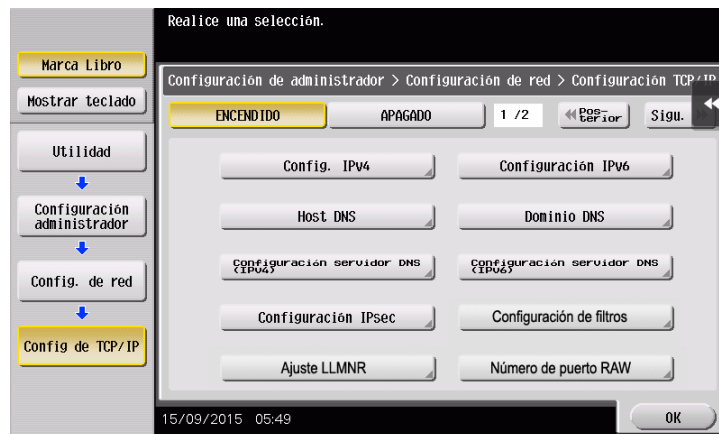 Realice una selección.
Marca Libro
Mostrar teclado
Utilidad
Configuración
administrador
Config. de red
Config de TCP/IP
Configuración de administrador > Configuración de red > Configuración TCP/IP
ENCENDIDO
APAGADO
1 /2
Pos-
terior
Sigu.
Config. IPv4
Configuración IPv6
Host DNS
Dominio DNS
Configuración servidor DNS
(IPv4)
Configuración servidor DNS
(IPv6)
Configuración IPsec
Configuración de filtros
Ajuste LLMNR
Número de puerto RAW
15/09/2015 05:49
OK